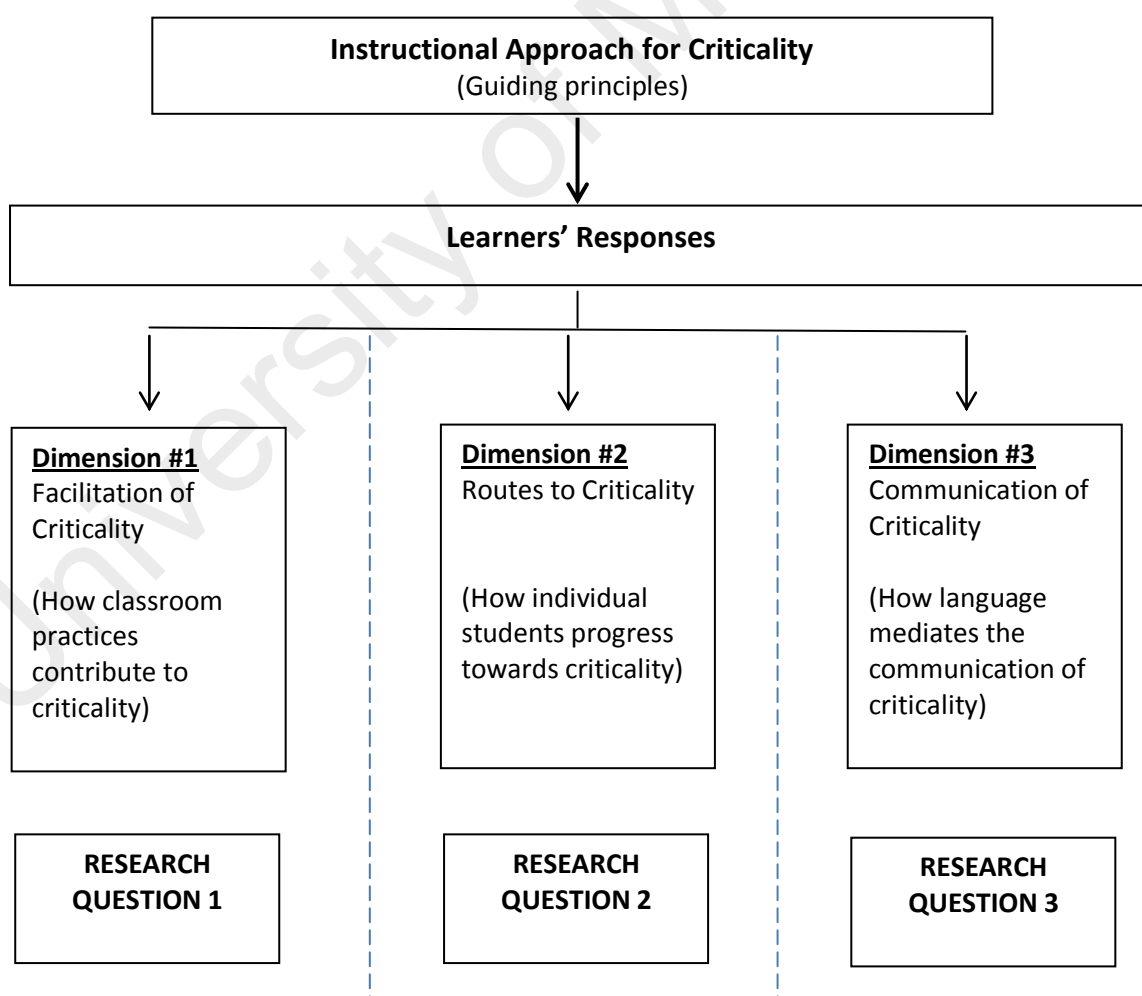 Instructional Approach for Criticality
(Guiding principles)
Learners' Responses
Dimension #1
Facilitation of
Criticality
(How classroom
practices
contribute to
criticality)
Dimension #2
Routes to Criticality
(How individual
students progress
towards criticality)
Dimension #3
Communication of
Criticality
(How language
mediates the
communication of
criticality)
RESEARCH
QUESTION 1
RESEARCH
QUESTION 2
RESEARCH
QUESTION 3
University of M